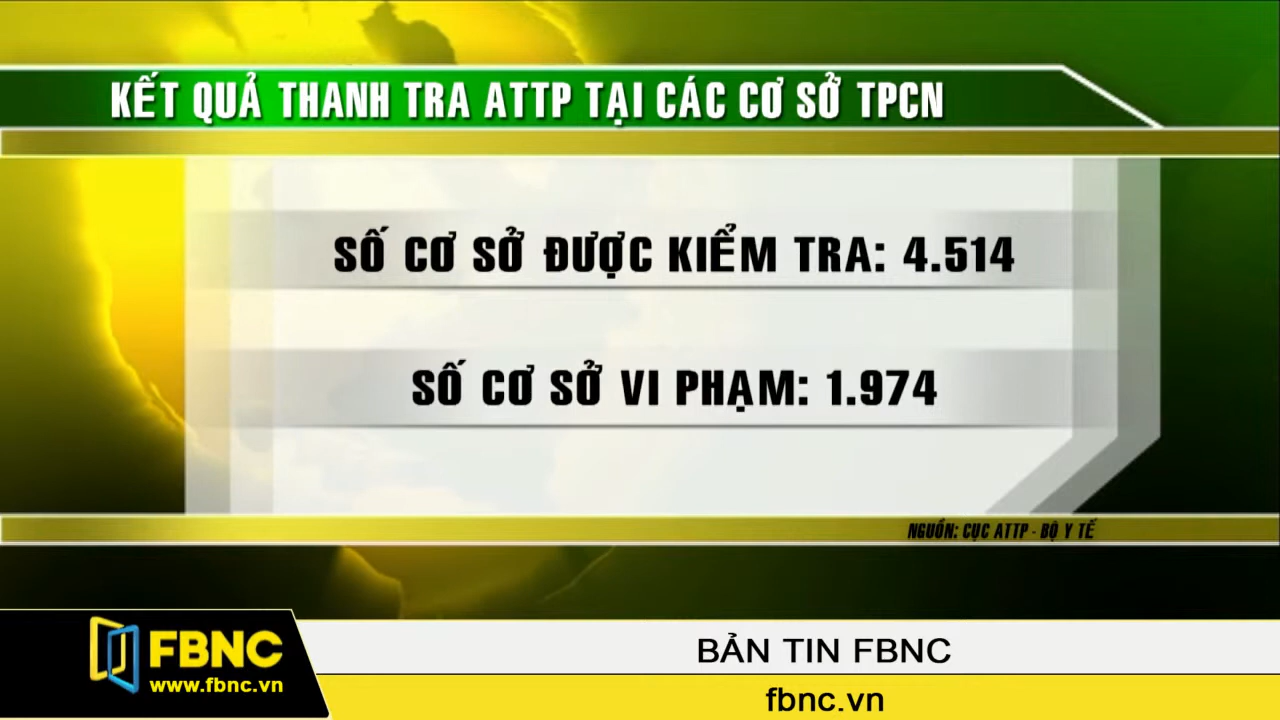 KẾT QUẢ THANH TRA ATTP TẠI CÁC CƠ SỞ TPCN
SỐ CƠ SỞ ĐƯỢC KIỂM TRA: 4.514
SỐ CƠ SỞ VI PHẠM: 1.974
NGUỒN: CỤC ATTP - BỘ Y TẾ
FBNC
www.fbnc.vn
BẢN TIN FBNC
fbnc.vn